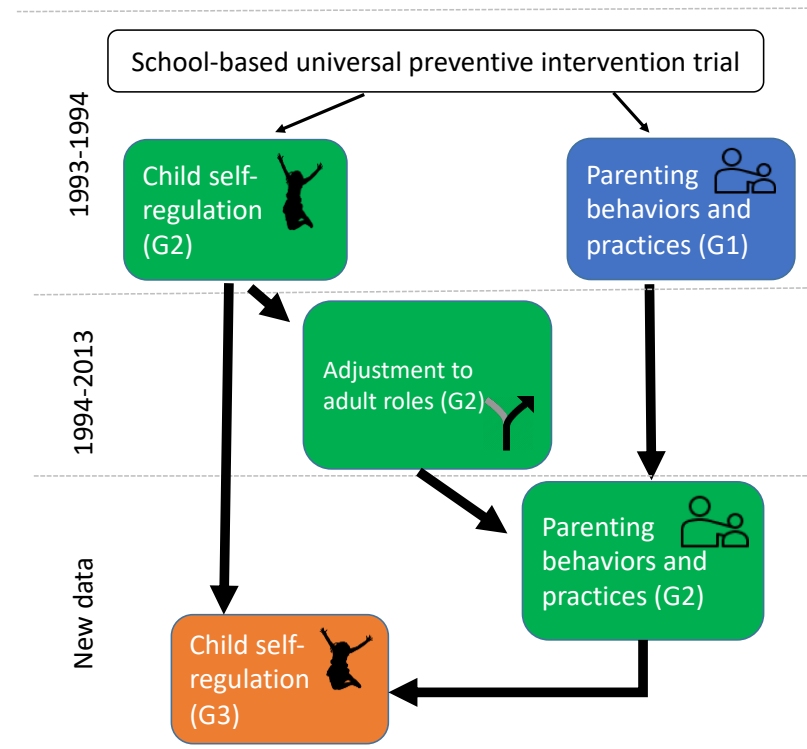 School-based universal preventive intervention trial
1993-1994
Child self-
regulation
(G2)
Parenting
behaviors and
practices (G1)
1994-2013
Adjustment to
adult roles (G2)
New data
Parenting
behaviors and
practices (G2)
Child self-
regulation
(G3)